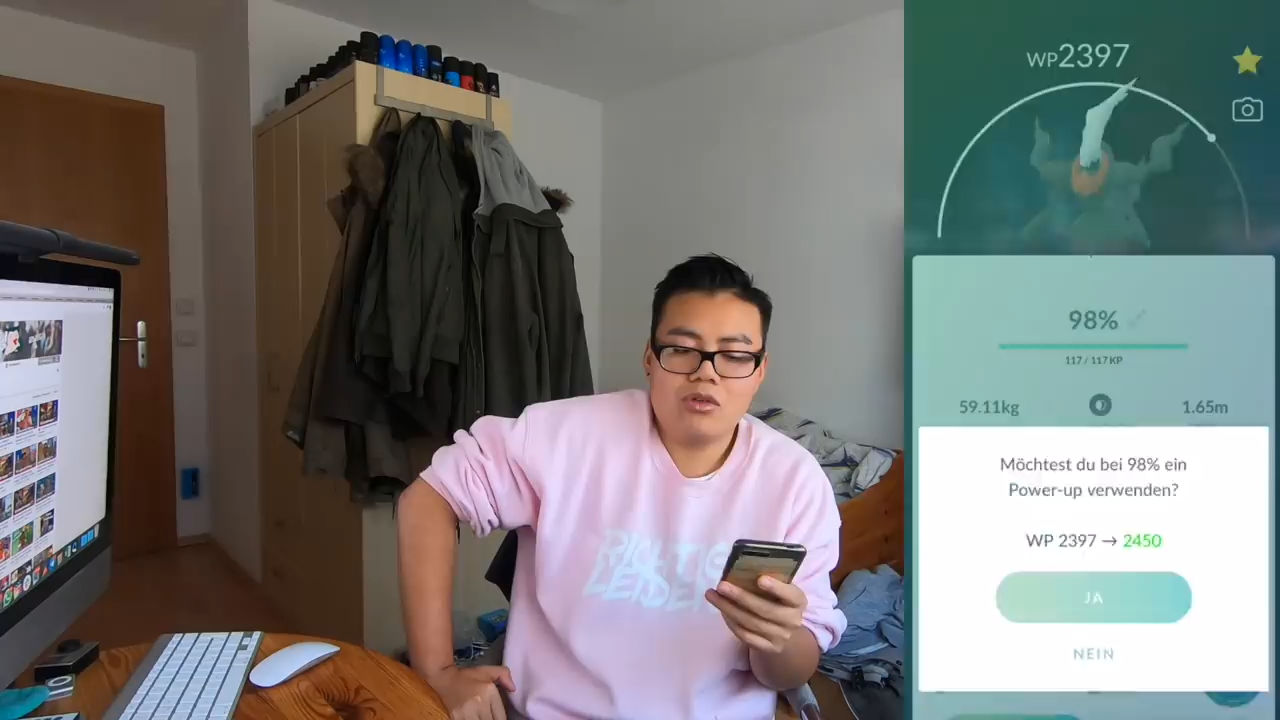 WP2397
98%
117 / 117 KP
59.11kg
1.65m
Möchtest du bei 98% ein
Power-up verwenden?
WP 2397 → 2450
JA
NEIN